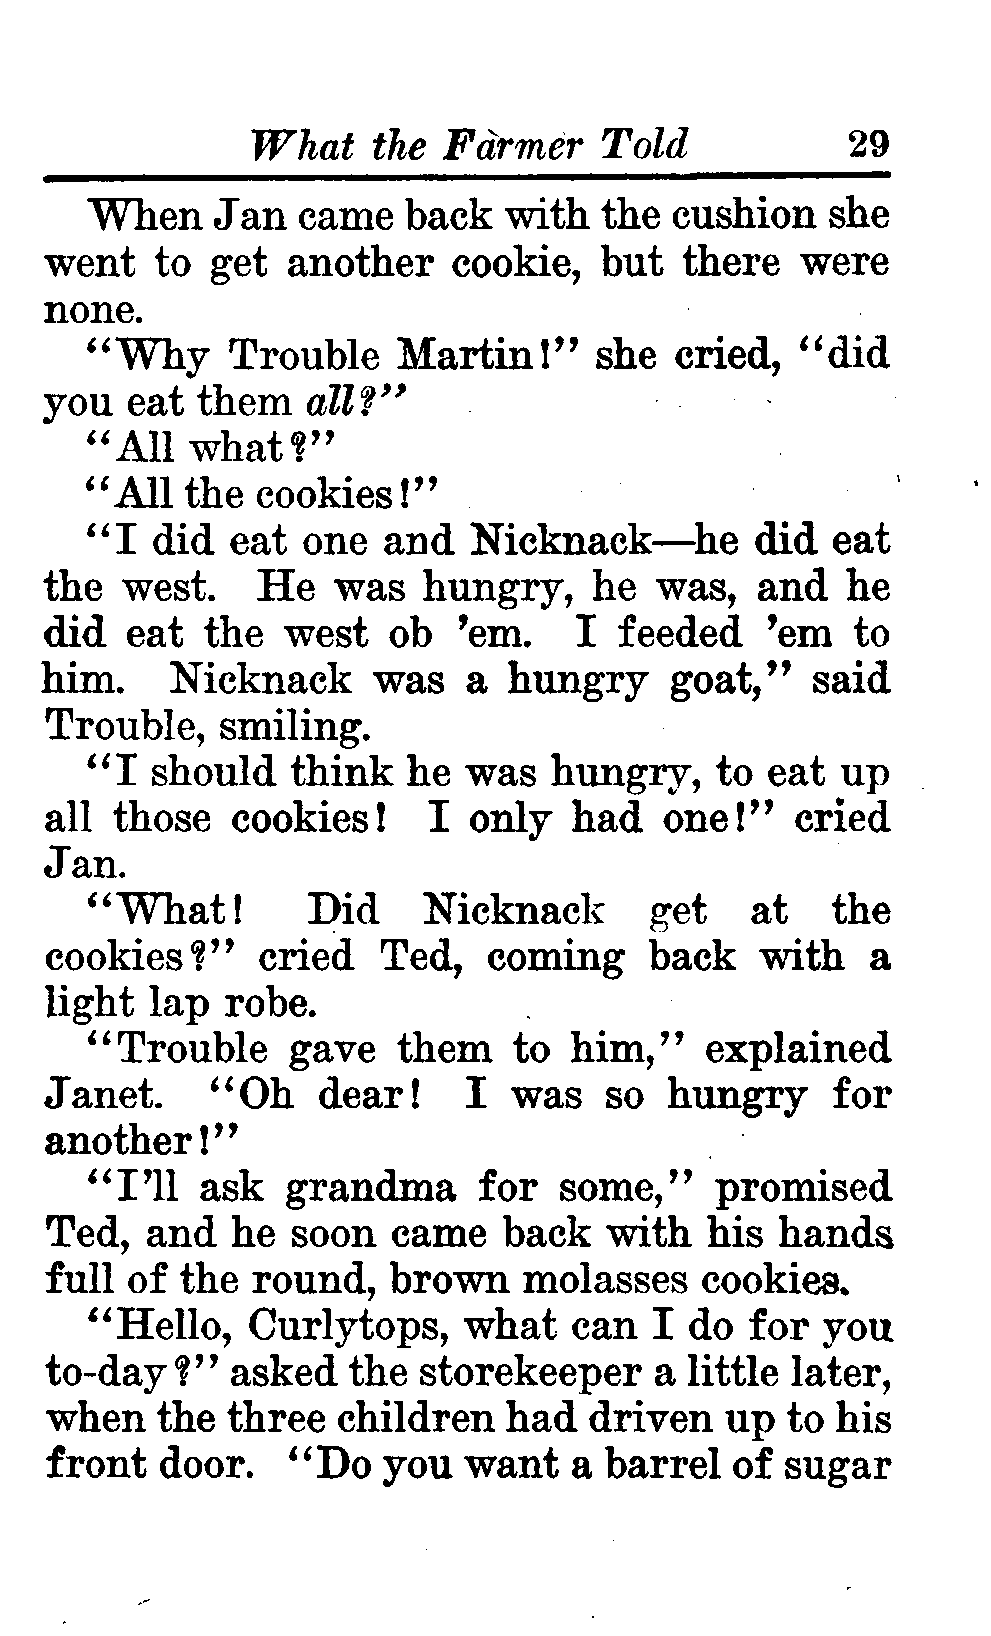 What the Farmer Told 29
When Jan came back with the cushion she
went to get another cookie, but there were
none.
"Why Trouble Martin!" she cried, "did
you eat them all?"
"All what?"
"All the cookies!"
"I did eat one and Nicknack—he did eat
the west. He was hungry, he was, and he
did eat the west ob 'em. I feeded 'em to
him. Nicknack was a hungry goat," said
Trouble, smiling.
"I should think he was hungry, to eat up
all those cookies! I only had one!" cried
Jan.
"What! Did Nicknack get at the
cookies?" cried Ted, coming back with a
light lap robe.
"Trouble gave them to him," explained
Janet. "Oh dear! I was so hungry for
another!"
"I'll ask grandma for some," promised
Ted, and he soon came back with his hands
full of the round, brown molasses cookies.
"Hello, Curlytops, what can I do for you
to-day?" asked the storekeeper a little later,
when the three children had driven up to his
front door. "Do you want a barrel of sugar